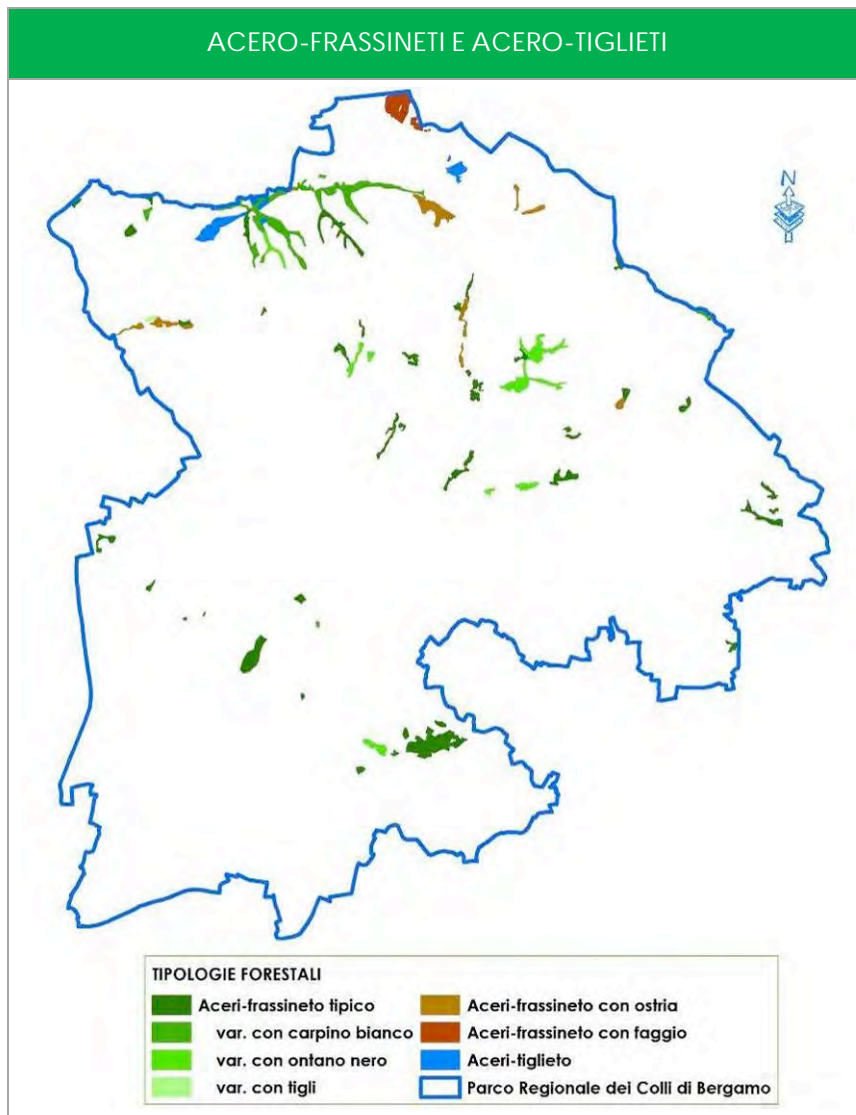 ACERO-FRASSINETI E ACERO-TIGLIETI
N
TIPOLOGIE FORESTALI
Aceri-frassineto tipico
var. con carpino bianco
var. con ontano nero
var. con tigli
Aceri-frassineto con ostria
Aceri-frassineto con faggio
Aceri-tiglieto
Parco Regionale dei Colli di Bergamo